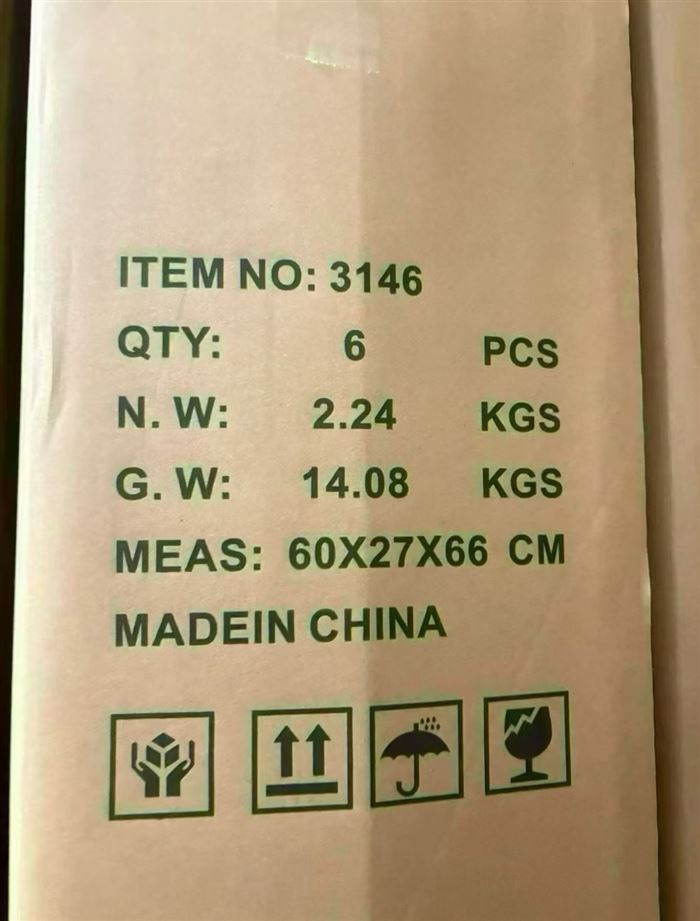 ITEM NO: 3146
QTY: 6 PCS
N. W: 2.24 KGS
G. W: 14.08 KGS
MEAS: 60X27X66 CM
MADEIN CHINA